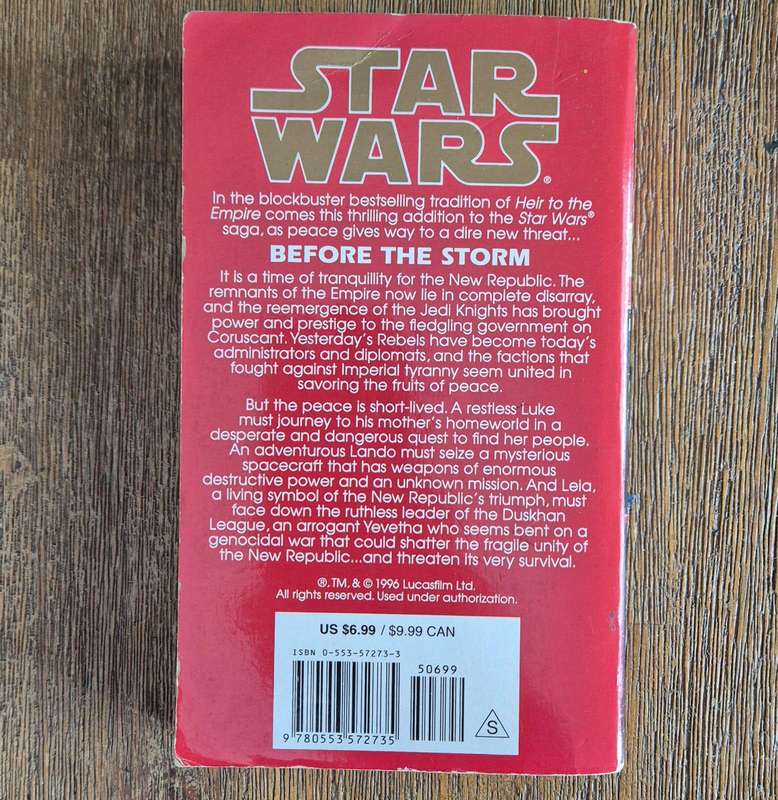 STAR
WARS®
In the blockbuster bestselling tradition of Heir to the
Empire comes this thrilling addition to the Star Wars®
saga, as peace gives way to a dire new threat...
BEFORE THE STORM
It is a time of tranquillity for the New Republic. The
remnants of the Empire now lie in complete disarray,
and the reemergence of the Jedi Knights has brought
power and prestige to the fledgling government on
Coruscant. Yesterday's Rebels have become today's
administrators and diplomats, and the factions that
fought against Imperial tyranny seem united in
savoring the fruits of peace.
But the peace is short-lived. A restless Luke
must journey to his mother's homeworld in a
desperate and dangerous quest to find her people.
An adventurous Lando must seize a mysterious
spacecraft that has weapons of enormous
destructive power and an unknown mission. And Leia,
a living symbol of the New Republic's triumph, must
face down the ruthless leader of the Duskhan
League, an arrogant Yevetha who seems bent on a
genocidal war that could shatter the fragile unity of
the New Republic...and threaten its very survival.
®, TM, & © 1996 Lucasfilm Ltd.
All rights reserved. Used under authorization.
US $6.99 / $9.99 CAN
ISBN 0-553-57273-3
50699
9 780553 572735
S